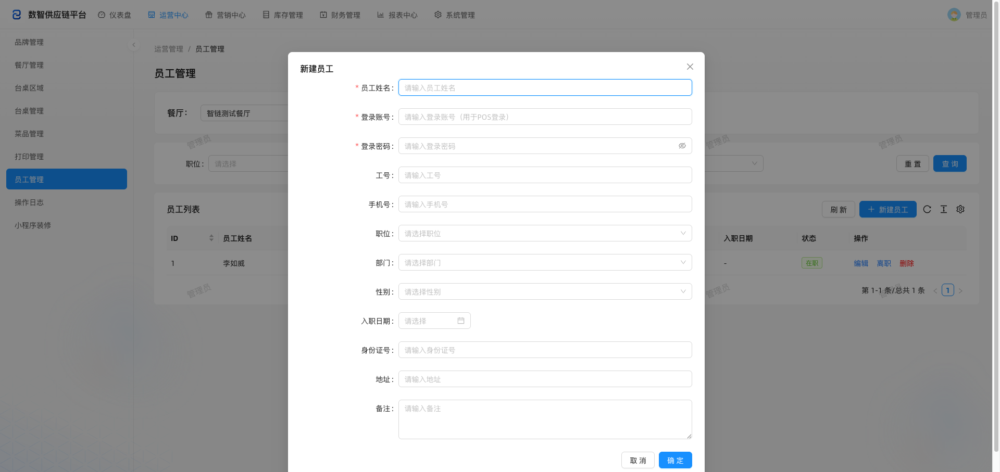 数智供应链平台 仪表盘 运营中心 营销中心 库存管理 财务管理 报表中心 系统管理 管理员
品牌管理
餐厅管理
台桌区域
台桌管理
菜品管理
打印管理
员工管理
操作日志
小程序装修
运营管理 / 员工管理
员工管理
餐厅： 智链测试餐厅
职位： 请选择
重 置 查 询
员工列表
刷 新 新建员工
ID 员工姓名 入职日期 状态 操作
1 李如威 - 在职 编辑 离职 删除
第 1-1 条/总共 1 条 < 1 >
管理员
管理员
管理员
管理员
管理员
管理员
新建员工
* 员工姓名： 请输入员工姓名
* 登录账号： 请输入登录账号（用于POS登录）
* 登录密码： 请输入登录密码
工号： 请输入工号
手机号： 请输入手机号
职位： 请选择职位
部门： 请选择部门
性别： 请选择性别
入职日期： 请选择
身份证号： 请输入身份证号
地址： 请输入地址
备注： 请输入备注
取 消 确 定